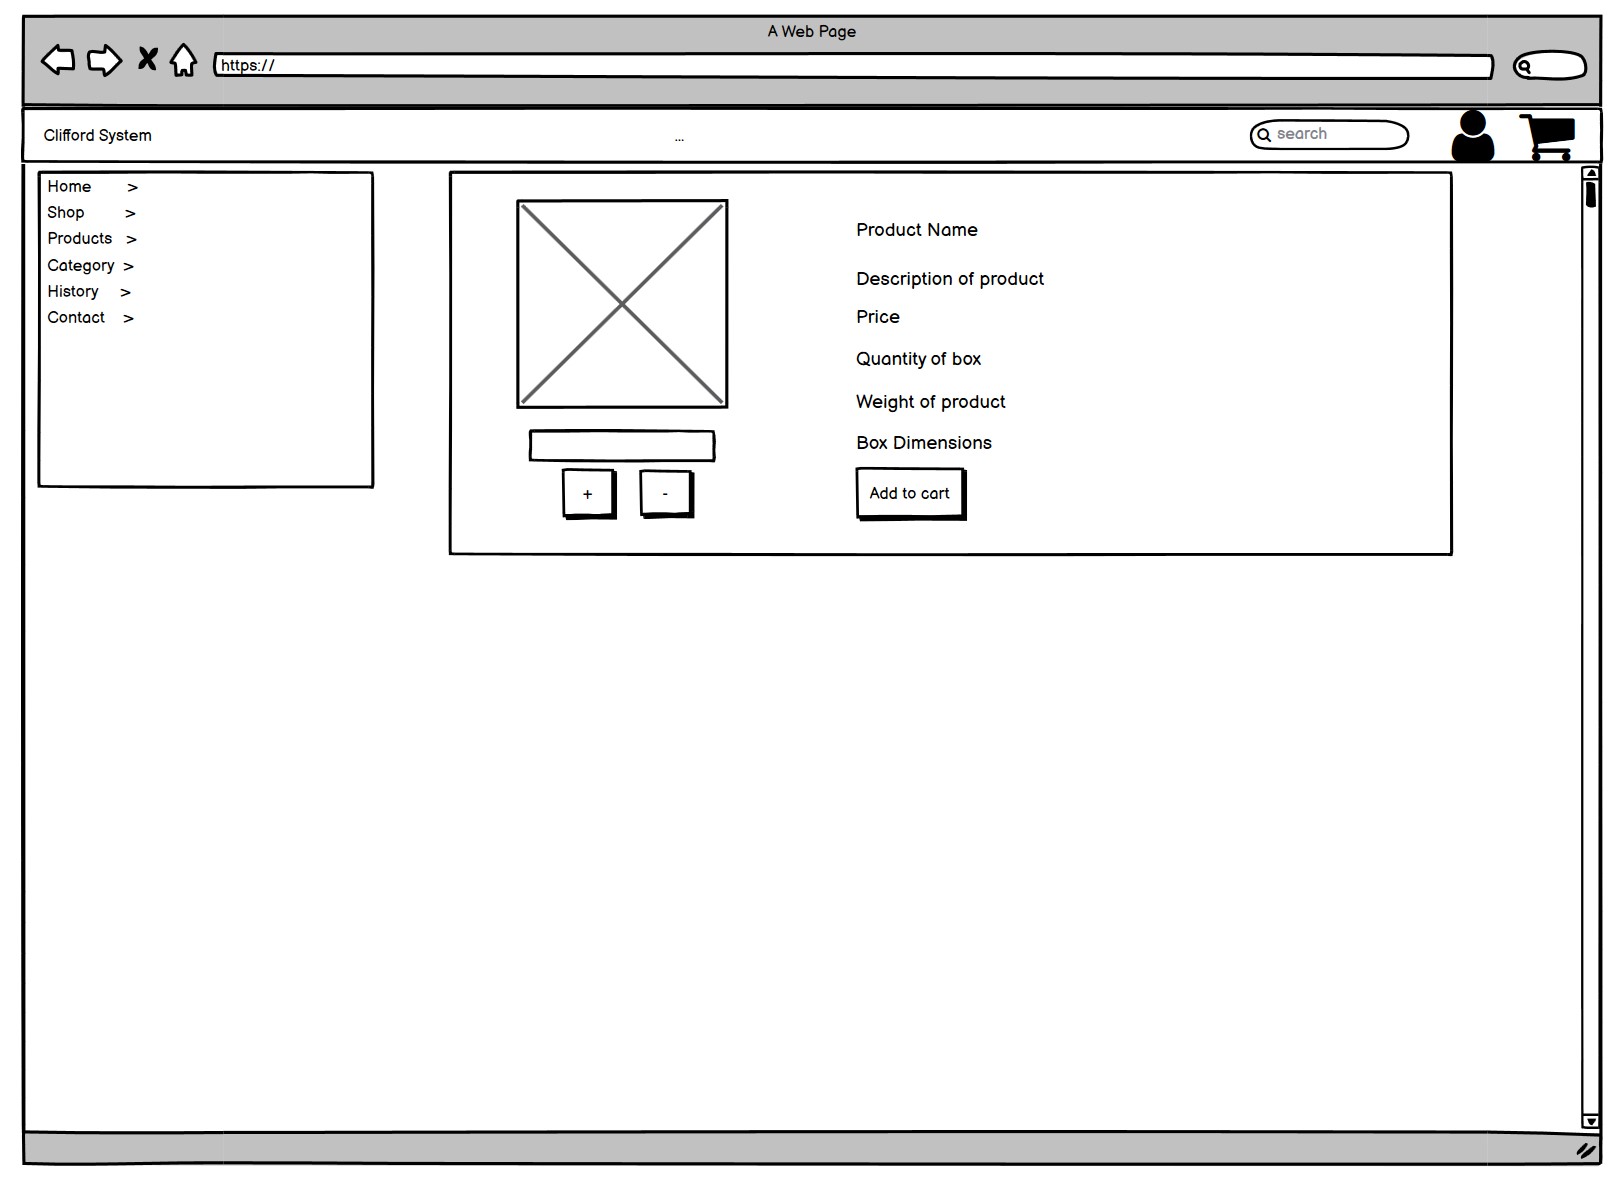 A Web Page
https://
Clifford System
...
search
Home >
Shop >
Products >
Category >
History >
Contact >
Product Name
Description of product
Price
Quantity of box
Weight of product
Box Dimensions
+
-
Add to cart